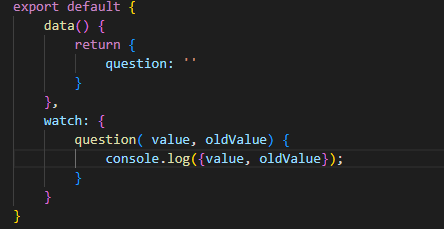 export default {
    data() {
        return {
            question: ''
        }
    },
    watch: {
        question( value, oldValue) {
            console.log({value, oldValue});
        }
    }
}